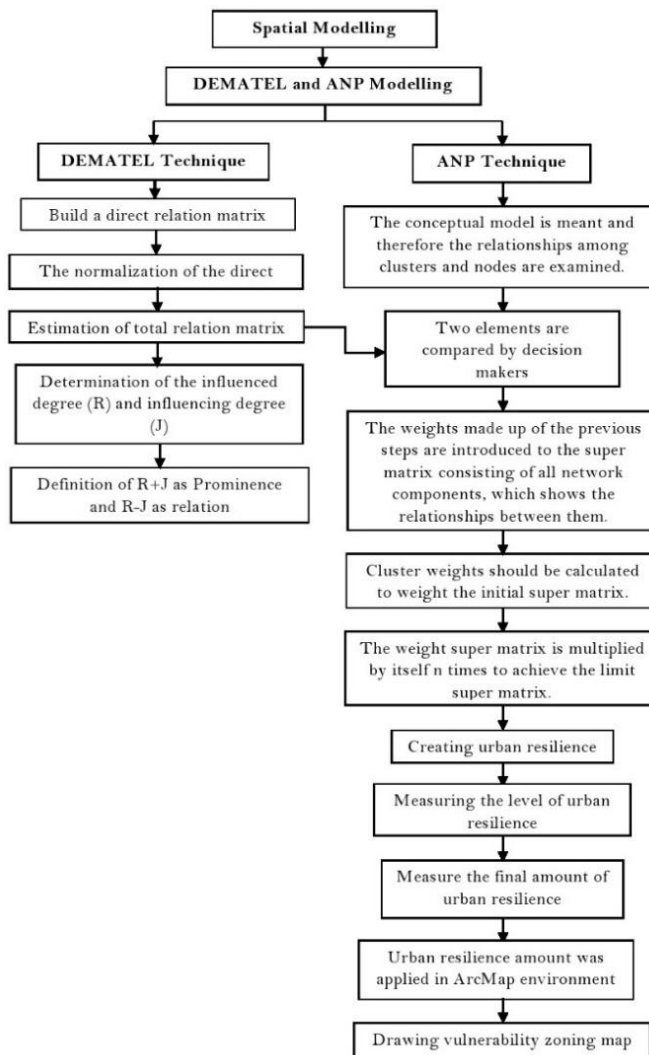 Spatial Modelling
DEMATEL and ANP Modelling
DEMATEL Technique
Build a direct relation matrix
The normalization of the direct
Estimation of total relation matrix
Determination of the influenced
degree (R) and influencing degree
(J)
Definition of R+J as Prominence
and R-J as relation
ANP Technique
The conceptual model is meant and
therefore the relationships among
clusters and nodes are examined.
Two elements are
compared by decision
makers
The weights made up of the previous
steps are introduced to the super
matrix consisting of all network
components, which shows the
relationships between them.
Cluster weights should be calculated
to weight the initial super matrix.
The weight super matrix is multiplied
by itself n times to achieve the limit
super matrix.
Creating urban resilience
Measuring the level of urban
resilience
Measure the final amount of
urban resilience
Urban resilience amount was
applied in ArcMap environment
Drawing vulnerability zoning map